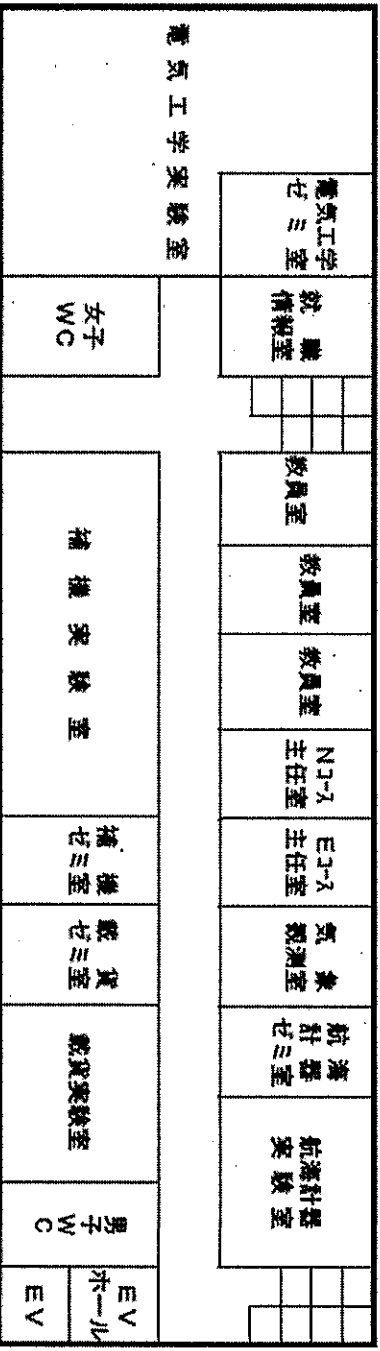 電気工学実験室
電気工学
ゼミ室
就職
情報室
女子
WC
教員室
教員室
教員室
Nコース
主任室
Eコース
主任室
気象
観測室
航海
計器
ゼミ室
航海計器
実験室
補機実験室
補機
ゼミ室
載貨
ゼミ室
載貨実験室
男子
WC
EV
ホール
EV